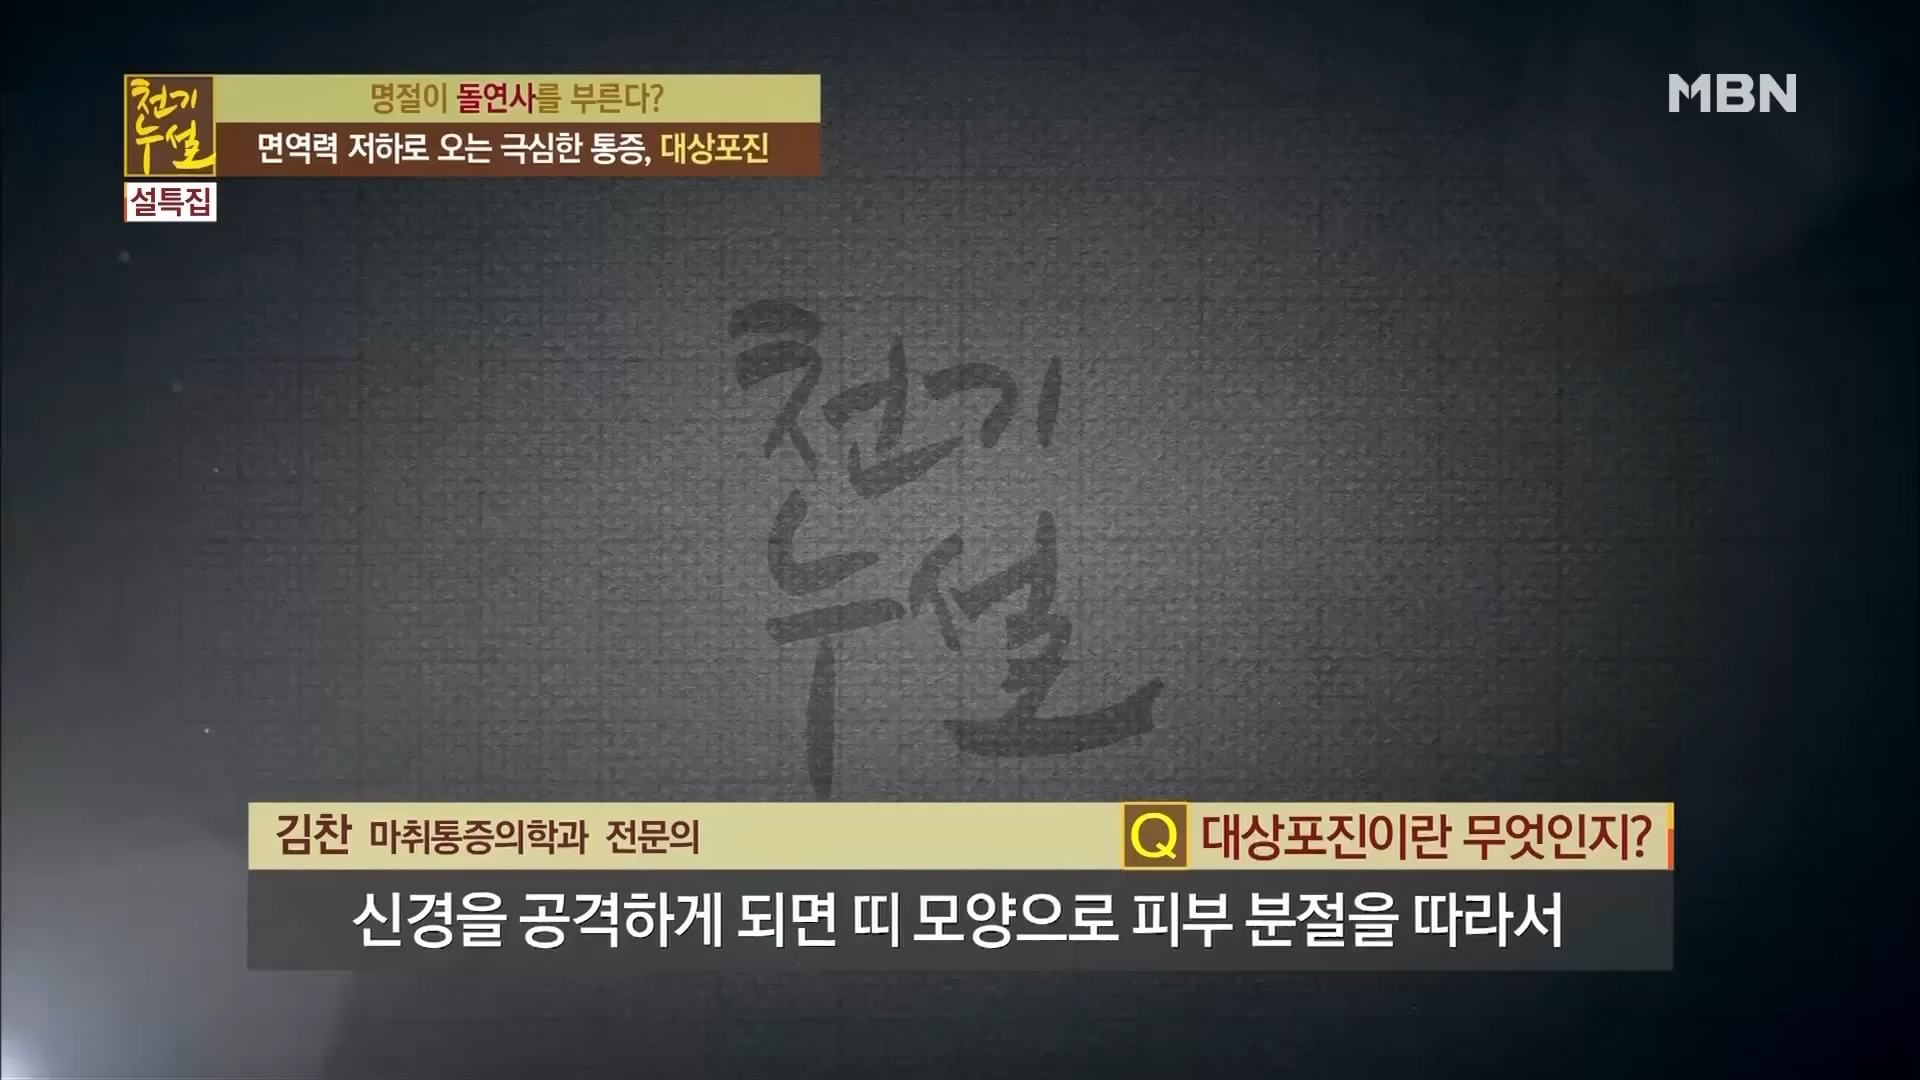 천기
누설
명절이 돌연사를 부른다?
면역력 저하로 오는 극심한 통증, 대상포진
설특집
MBN
천기
누설
김찬 마취통증의학과 전문의
Q 대상포진이란 무엇인지?
신경을 공격하게 되면 띠 모양으로 피부 분절을 따라서